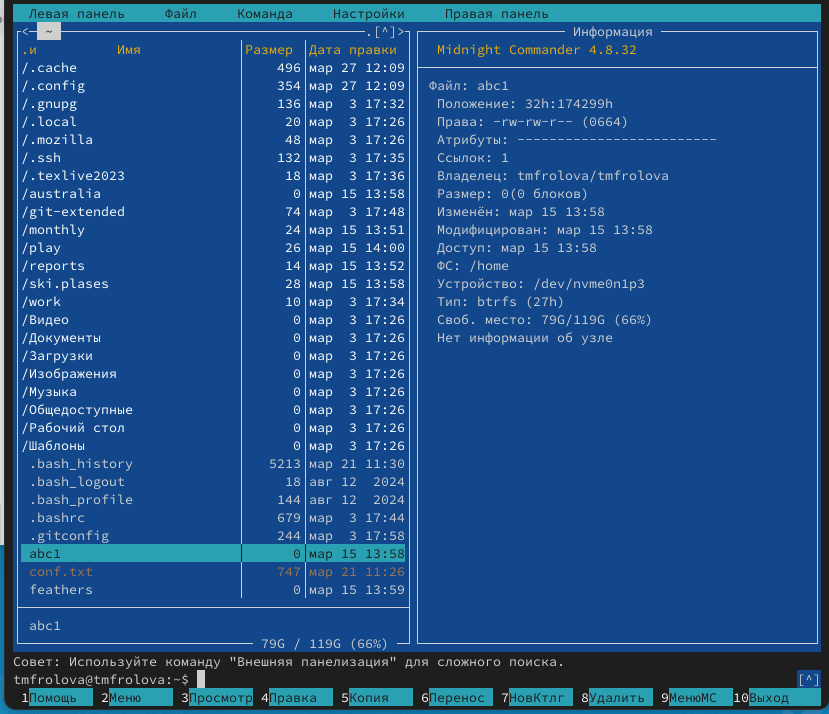 Левая панель Файл Команда Настройки Правая панель
<- ~ .[^]>
.и Имя Размер Дата правки
/.cache 496 мар 27 12:09
/.config 354 мар 27 12:09
/.gnupg 136 мар 3 17:32
/.local 20 мар 3 17:26
/.mozilla 48 мар 3 17:26
/.ssh 132 мар 3 17:35
/.texlive2023 18 мар 3 17:36
/australia 0 мар 15 13:58
/git-extended 74 мар 3 17:48
/monthly 24 мар 15 13:51
/play 26 мар 15 14:00
/reports 14 мар 15 13:52
/ski.plases 28 мар 15 13:58
/work 10 мар 3 17:34
/Видео 0 мар 3 17:26
/Документы 0 мар 3 17:26
/Загрузки 0 мар 3 17:26
/Изображения 0 мар 3 17:26
/Музыка 0 мар 3 17:26
/Общедоступные 0 мар 3 17:26
/Рабочий стол 0 мар 3 17:26
/Шаблоны 0 мар 3 17:26
.bash_history 5213 мар 21 11:30
.bash_logout 18 авг 12 2024
.bash_profile 144 авг 12 2024
.bashrc 679 мар 3 17:44
.gitconfig 244 мар 3 17:58
abc1 0 мар 15 13:58
conf.txt 747 мар 21 11:26
feathers 0 мар 15 13:59
abc1
79G / 119G (66%)
Информация
Midnight Commander 4.8.32
Файл: abc1
Положение: 32h:174299h
Права: -rw-rw-r-- (0664)
Атрибуты: -------------------------
Ссылок: 1
Владелец: tmfrolova/tmfrolova
Размер: 0(0 блоков)
Изменён: мар 15 13:58
Модифицирован: мар 15 13:58
Доступ: мар 15 13:58
ФС: /home
Устройство: /dev/nvme0n1p3
Тип: btrfs (27h)
Своб. место: 79G/119G (66%)
Нет информации об узле
Совет: Используйте команду "Внешняя панелизация" для сложного поиска.
tmfrolova@tmfrolova:~$ [^]
1Помощь 2Меню 3Просмотр 4Правка 5Копия 6Перенос 7НовКтлг 8Удалить 9МенюMC 10Выход